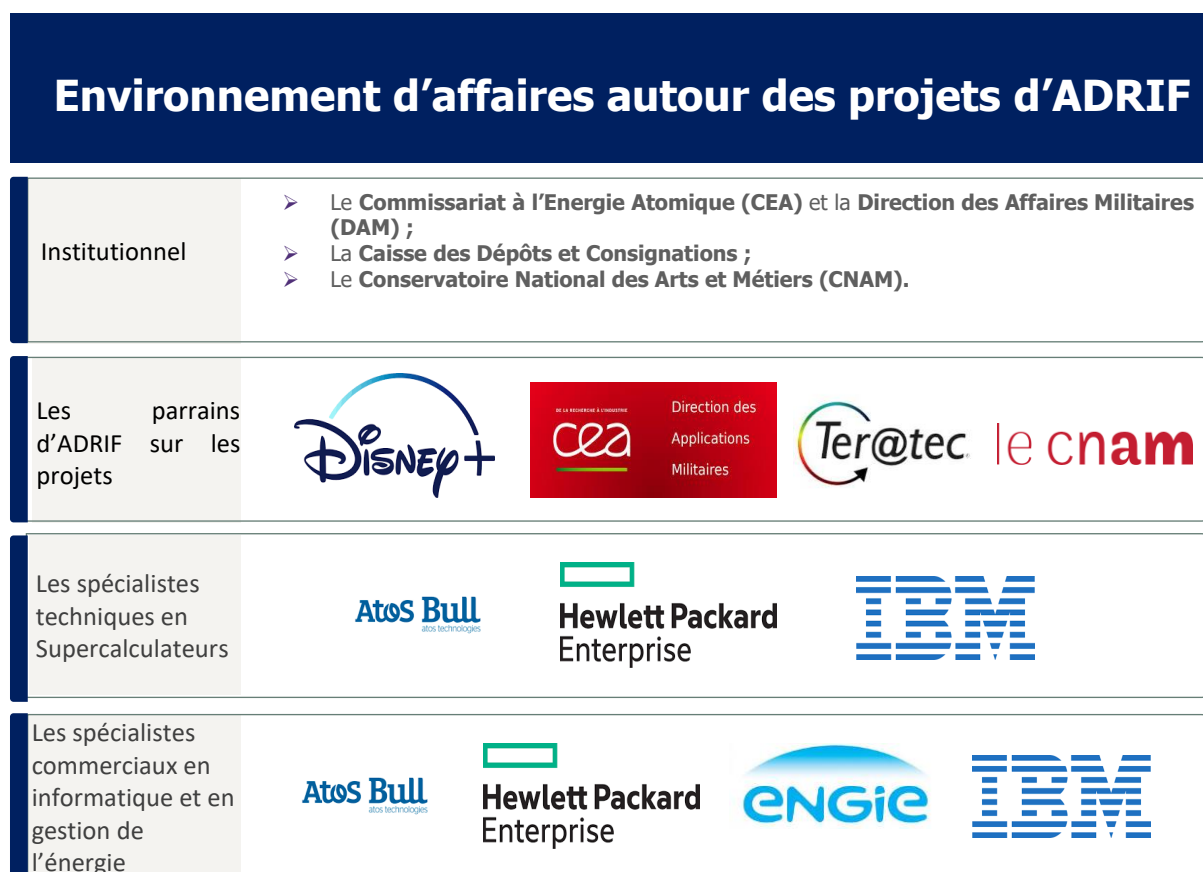 Environnement d’affaires autour des projets d’ADRIF
Institutionnel
➢ Le Commissariat à l’Energie Atomique (CEA) et la Direction des Affaires Militaires
(DAM) ;
➢ La Caisse des Dépôts et Consignations ;
➢ Le Conservatoire National des Arts et Métiers (CNAM).
Les parrains
d’ADRIF sur les
projets
Disney+
DE LA RECHERCHE À L'INDUSTRIE
cea
Direction des
Applications
Militaires
Ter@tec
le cnam
Les spécialistes
techniques en
Supercalculateurs
Atos Bull
atos technologies
Hewlett Packard
Enterprise
IBM
Les spécialistes
commerciaux en
informatique et en
gestion de
l’énergie
Atos Bull
atos technologies
Hewlett Packard
Enterprise
ENGIE
IBM